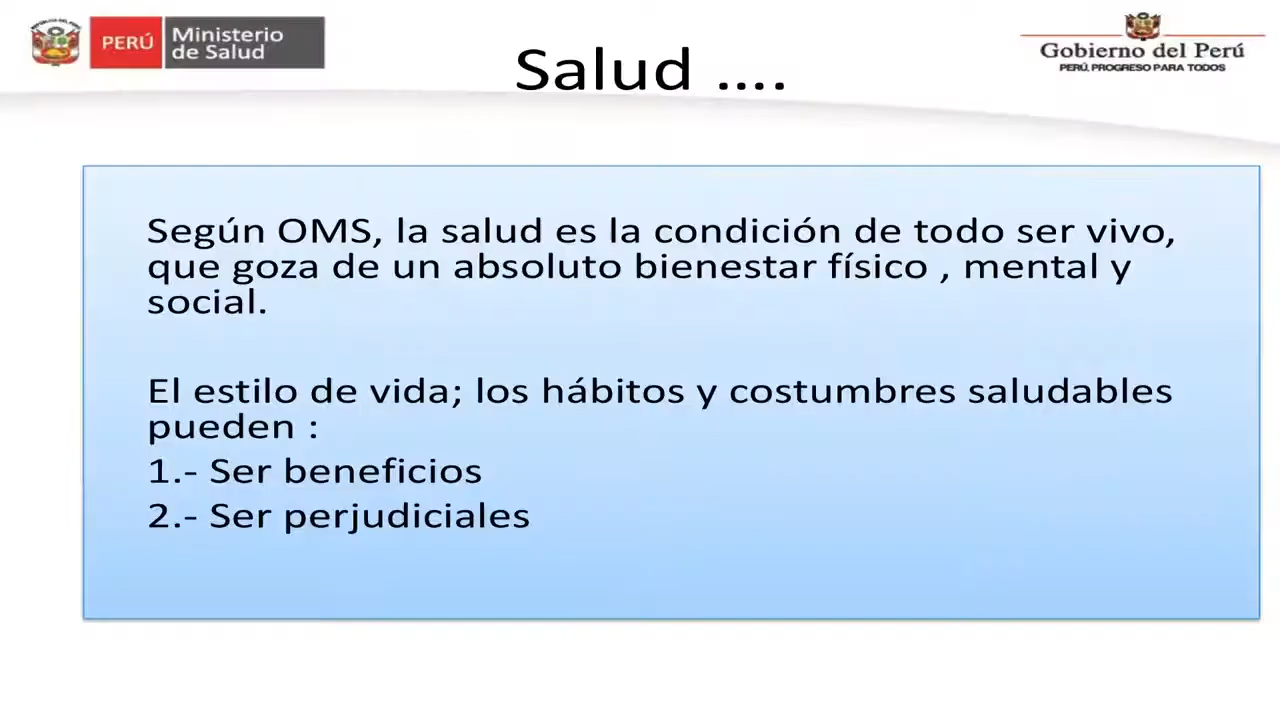 PERÚ
Ministerio
de Salud
Salud ....
Gobierno del Perú
PERÚ, PROGRESO PARA TODOS
Según OMS, la salud es la condición de todo ser vivo,
que goza de un absoluto bienestar físico , mental y
social.
El estilo de vida; los hábitos y costumbres saludables
pueden :
1.- Ser beneficios
2.- Ser perjudiciales